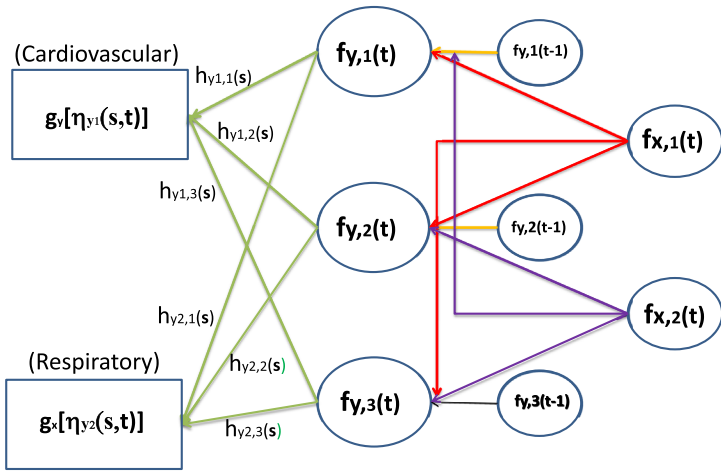 (Cardiovascular)
gy[ηy1(s,t)]
hy1,1(s)
hy1,2(s)
hy1,3(s)
fy,1(t)
fy,1(t-1)
fx,1(t)
fy,2(t)
fy,2(t-1)
fx,2(t)
hy2,1(s)
hy2,2(s)
hy2,3(s)
(Respiratory)
gx[ηy2(s,t)]
fy,3(t)
fy,3(t-1)